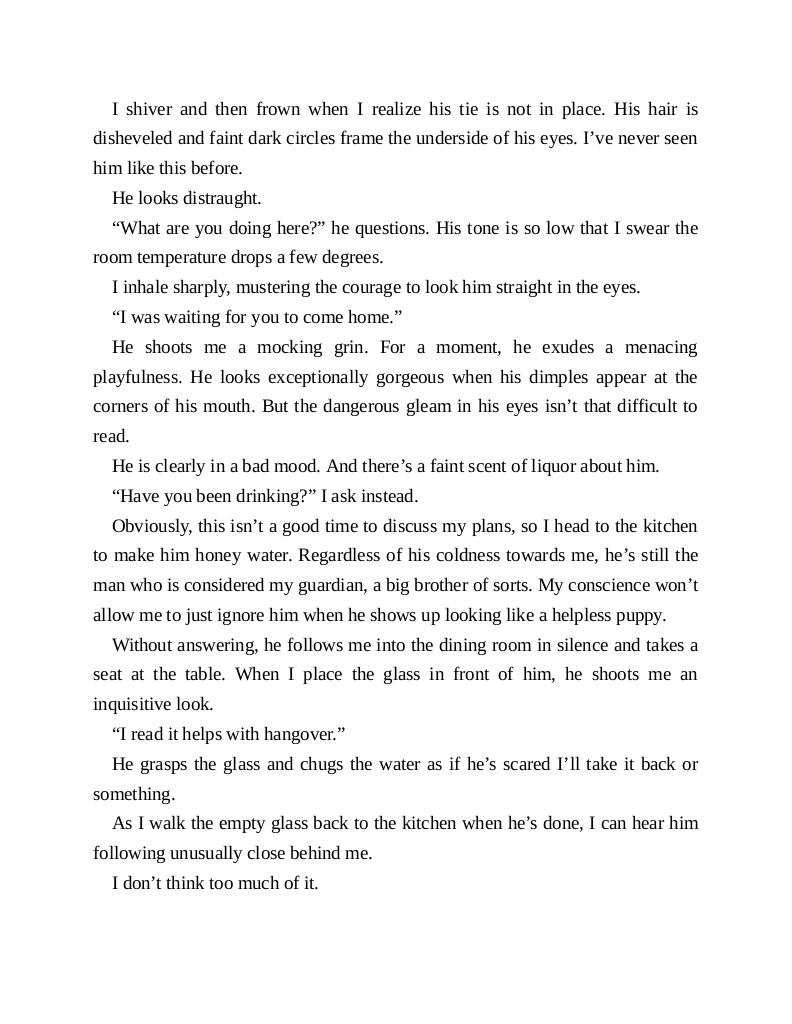 I shiver and then frown when I realize his tie is not in place. His hair is
disheveled and faint dark circles frame the underside of his eyes. I’ve never seen
him like this before.
He looks distraught.
“What are you doing here?” he questions. His tone is so low that I swear the
room temperature drops a few degrees.
I inhale sharply, mustering the courage to look him straight in the eyes.
“I was waiting for you to come home.”
He shoots me a mocking grin. For a moment, he exudes a menacing
playfulness. He looks exceptionally gorgeous when his dimples appear at the
corners of his mouth. But the dangerous gleam in his eyes isn’t that difficult to
read.
He is clearly in a bad mood. And there’s a faint scent of liquor about him.
“Have you been drinking?” I ask instead.
Obviously, this isn’t a good time to discuss my plans, so I head to the kitchen
to make him honey water. Regardless of his coldness towards me, he’s still the
man who is considered my guardian, a big brother of sorts. My conscience won’t
allow me to just ignore him when he shows up looking like a helpless puppy.
Without answering, he follows me into the dining room in silence and takes a
seat at the table. When I place the glass in front of him, he shoots me an
inquisitive look.
“I read it helps with hangover.”
He grasps the glass and chugs the water as if he’s scared I’ll take it back or
something.
As I walk the empty glass back to the kitchen when he’s done, I can hear him
following unusually close behind me.
I don’t think too much of it.